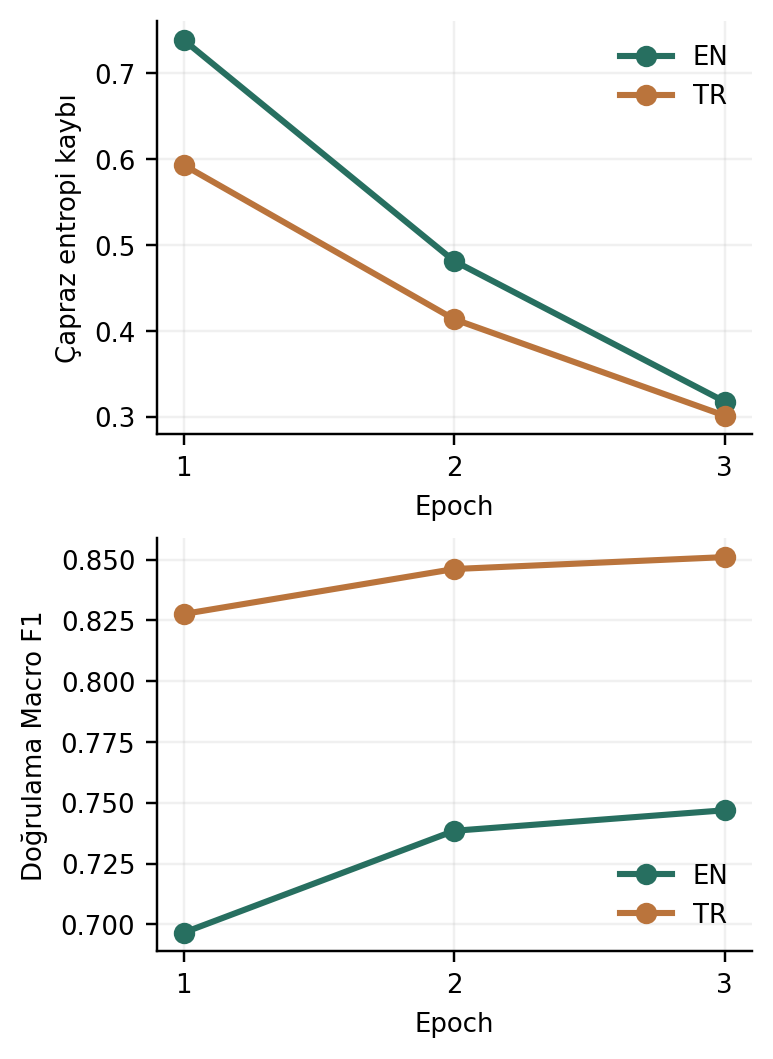 Çapraz entropi kaybı
0.7
0.6
0.5
0.4
0.3
EN
TR
1 2 3
Epoch
Doğrulama Macro F1
0.850
0.825
0.800
0.775
0.750
0.725
0.700
EN
TR
1 2 3
Epoch